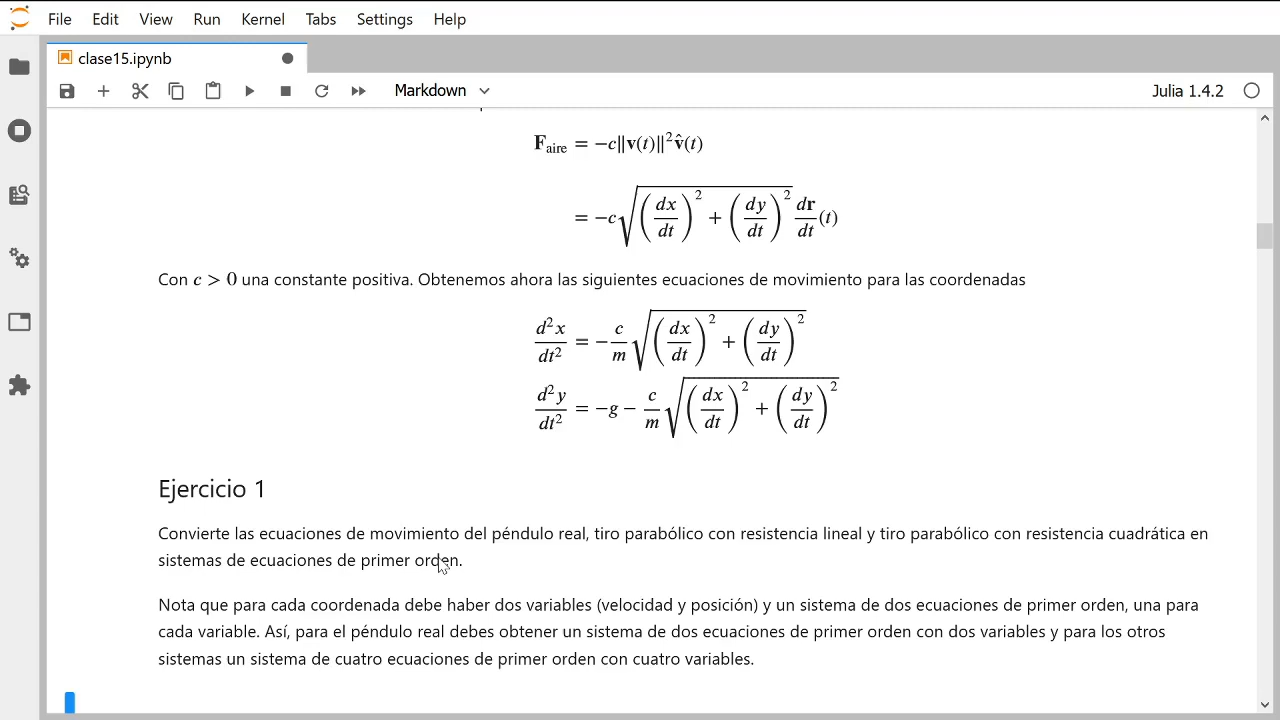 File Edit View Run Kernel Tabs Settings Help
clase15.ipynb
Markdown
Julia 1.4.2
𝐅aire = −c‖𝐯(t)‖² 𝐯̂(t)
= −c√((dx/dt)² + (dy/dt)²) d𝐫/dt (t)
Con c > 0 una constante positiva. Obtenemos ahora las siguientes ecuaciones de movimiento para las coordenadas
d²x/dt² = −c/m √((dx/dt)² + (dy/dt)²)
d²y/dt² = −g − c/m √((dx/dt)² + (dy/dt)²)
Ejercicio 1
Convierte las ecuaciones de movimiento del péndulo real, tiro parabólico con resistencia lineal y tiro parabólico con resistencia cuadrática en
sistemas de ecuaciones de primer orden.
Nota que para cada coordenada debe haber dos variables (velocidad y posición) y un sistema de dos ecuaciones de primer orden, una para
cada variable. Así, para el péndulo real debes obtener un sistema de dos ecuaciones de primer orden con dos variables y para los otros
sistemas un sistema de cuatro ecuaciones de primer orden con cuatro variables.